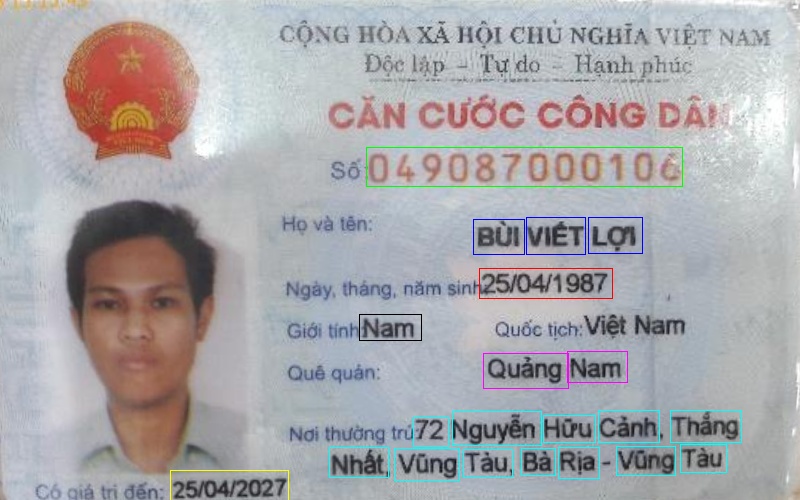 CỘNG HÒA XÃ HỘI CHỦ NGHĨA VIỆT NAM
Độc lập - Tự do - Hạnh phúc
CĂN CƯỚC CÔNG DÂN
Số: 049087000106
Họ và tên:
BÙI VIẾT LỢI
Ngày, tháng, năm sinh: 25/04/1987
Giới tính: Nam Quốc tịch: Việt Nam
Quê quán: Quảng Nam
Nơi thường trú: 72 Nguyễn Hữu Cảnh, Thắng
Nhất, Vũng Tàu, Bà Rịa - Vũng Tàu
Có giá trị đến: 25/04/2027